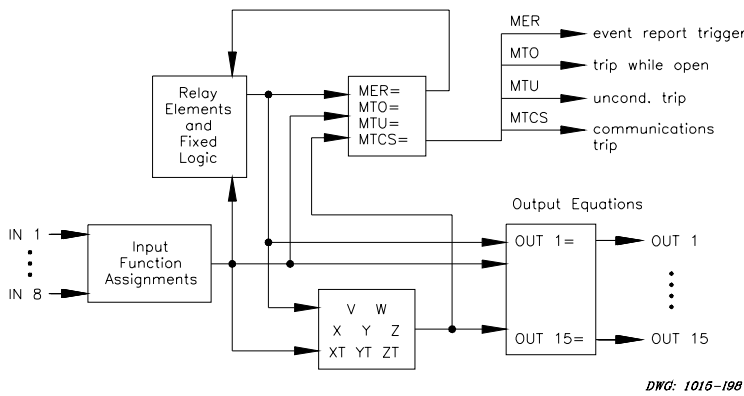 MER
event report trigger
MTO
trip while open
MTU
uncond. trip
MTCS
communications
trip
Relay
Elements
and
Fixed
Logic
MER=
MTO=
MTU=
MTCS=
Output Equations
IN 1
IN 8
Input
Function
Assignments
OUT 1=
OUT 1
V W
X Y Z
XT YT ZT
OUT 15=
OUT 15
DWG: 1015-I98